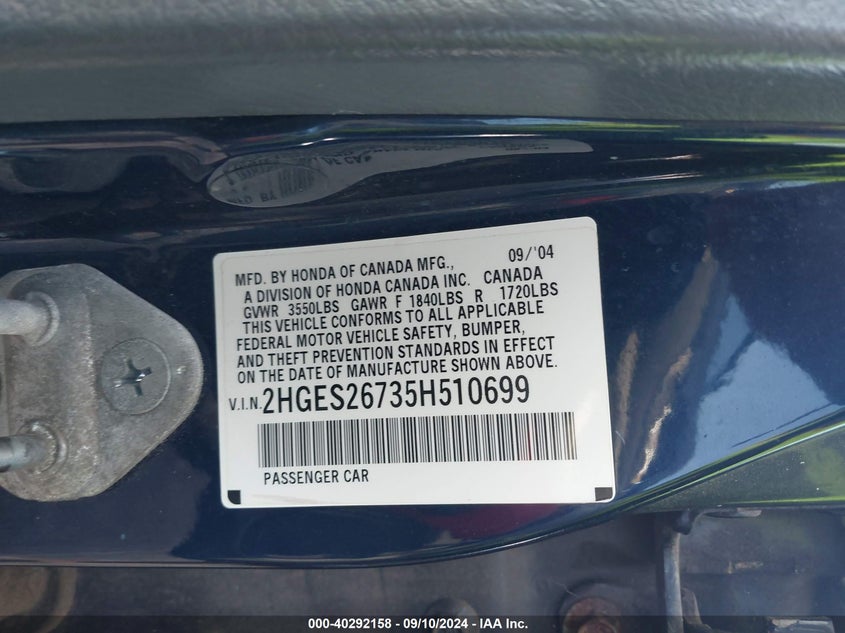 MFD. BY HONDA OF CANADA MFG., 09/'04
A DIVISION OF HONDA CANADA INC. CANADA
GVWR 3550LBS GAWR F 1840LBS R 1720LBS
THIS VEHICLE CONFORMS TO ALL APPLICABLE
FEDERAL MOTOR VEHICLE SAFETY, BUMPER,
AND THEFT PREVENTION STANDARDS IN EFFECT
ON THE DATE OF MANUFACTURE SHOWN ABOVE.
V.I.N. 2HGES26735H510699
PASSENGER CAR
000-40292158 - 09/10/2024 - IAA Inc.